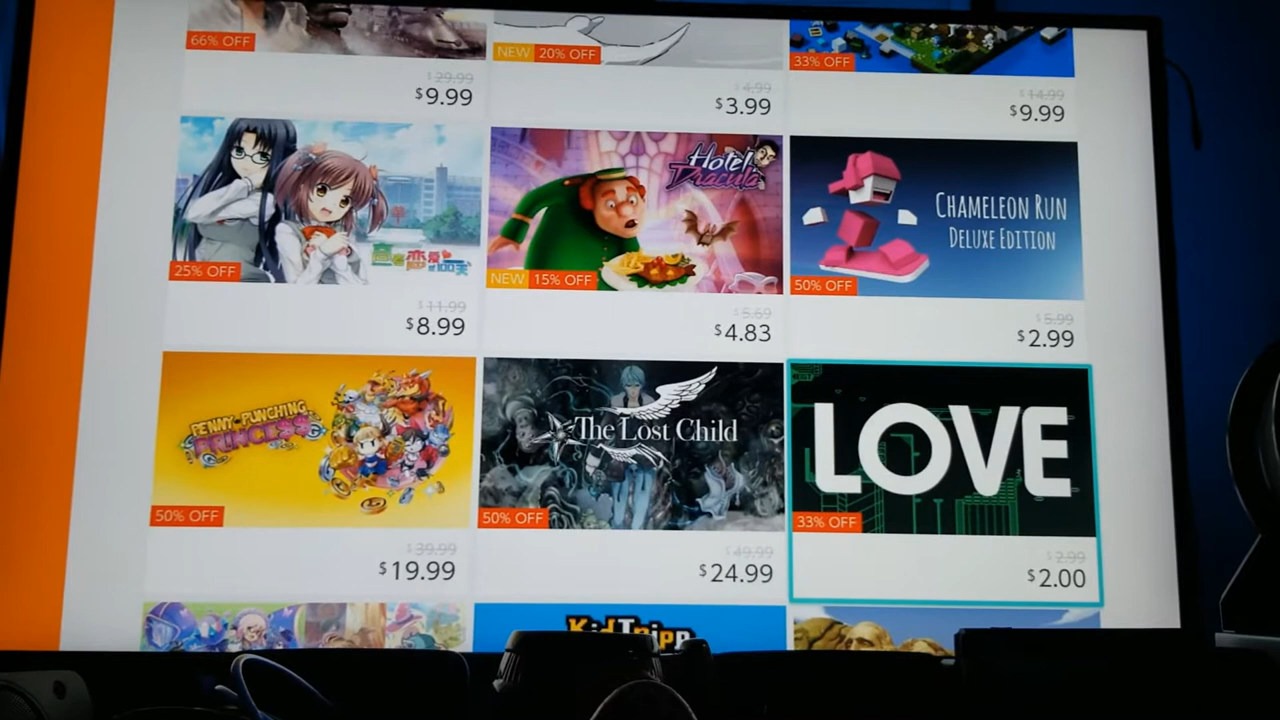 66% OFF
NEW 20% OFF
33% OFF
$29.99
$9.99
$4.99
$3.99
$14.99
$9.99
25% OFF
Hotel
Dracula
NEW 15% OFF
CHAMELEON RUN
DELUXE EDITION
50% OFF
$11.99
$8.99
$5.69
$4.83
$5.99
$2.99
PENNY-PUNCHING
PRINCESS
50% OFF
The Lost Child
50% OFF
LOVE
33% OFF
$39.99
$19.99
$49.99
$24.99
$2.99
$2.00
KidTripp